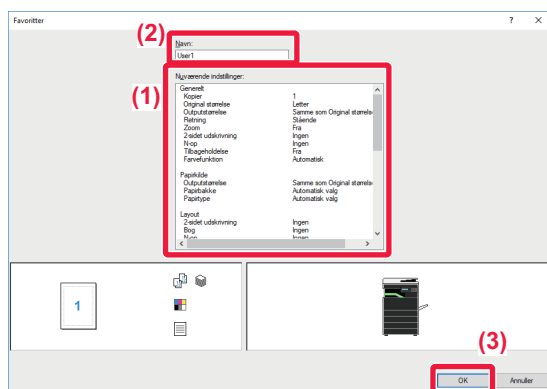 Favoritter ? ×
(2)
Navn:
User1
(1)
Nuværende indstillinger:
Generelt
Kopier 1
Original størrelse Letter
Outputstørrelse Samme som Original størrelse
Retning Stående
Zoom Fra
2-sidet udskrivning Ingen
N-op Ingen
Tilbageholdelse Fra
Farvefunktion Automatisk
Papirkilde
Outputstørrelse Samme som Original størrelse
Papirbakke Automatisk valg
Papirtype Automatisk valg
Layout
2-sidet udskrivning Ingen
Bog Ingen
N-op Ingen
1
(3)
OK Annuller